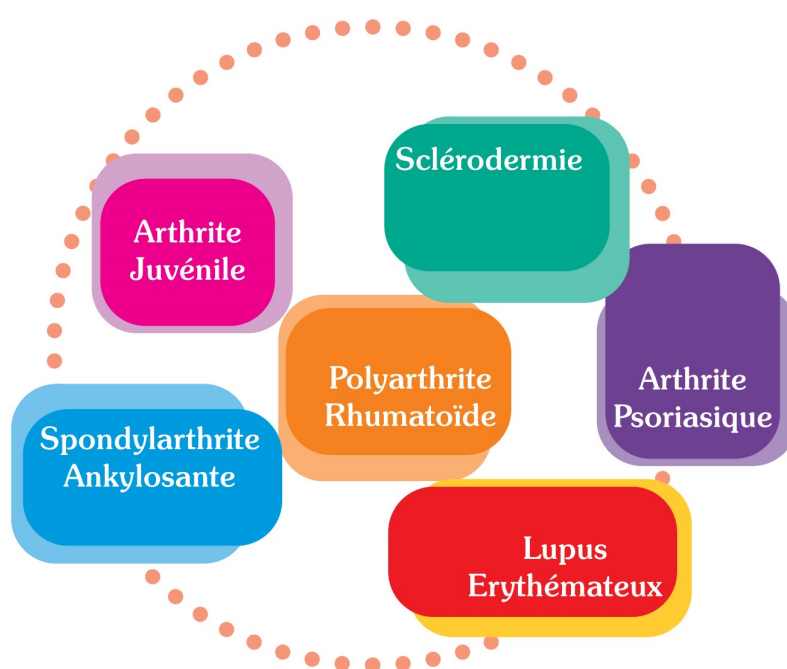 Sclérodermie
Arthrite
Juvénile
Polyarthrite
Rhumatoïde
Arthrite
Psoriasique
Spondylarthrite
Ankylosante
Lupus
Erythémateux